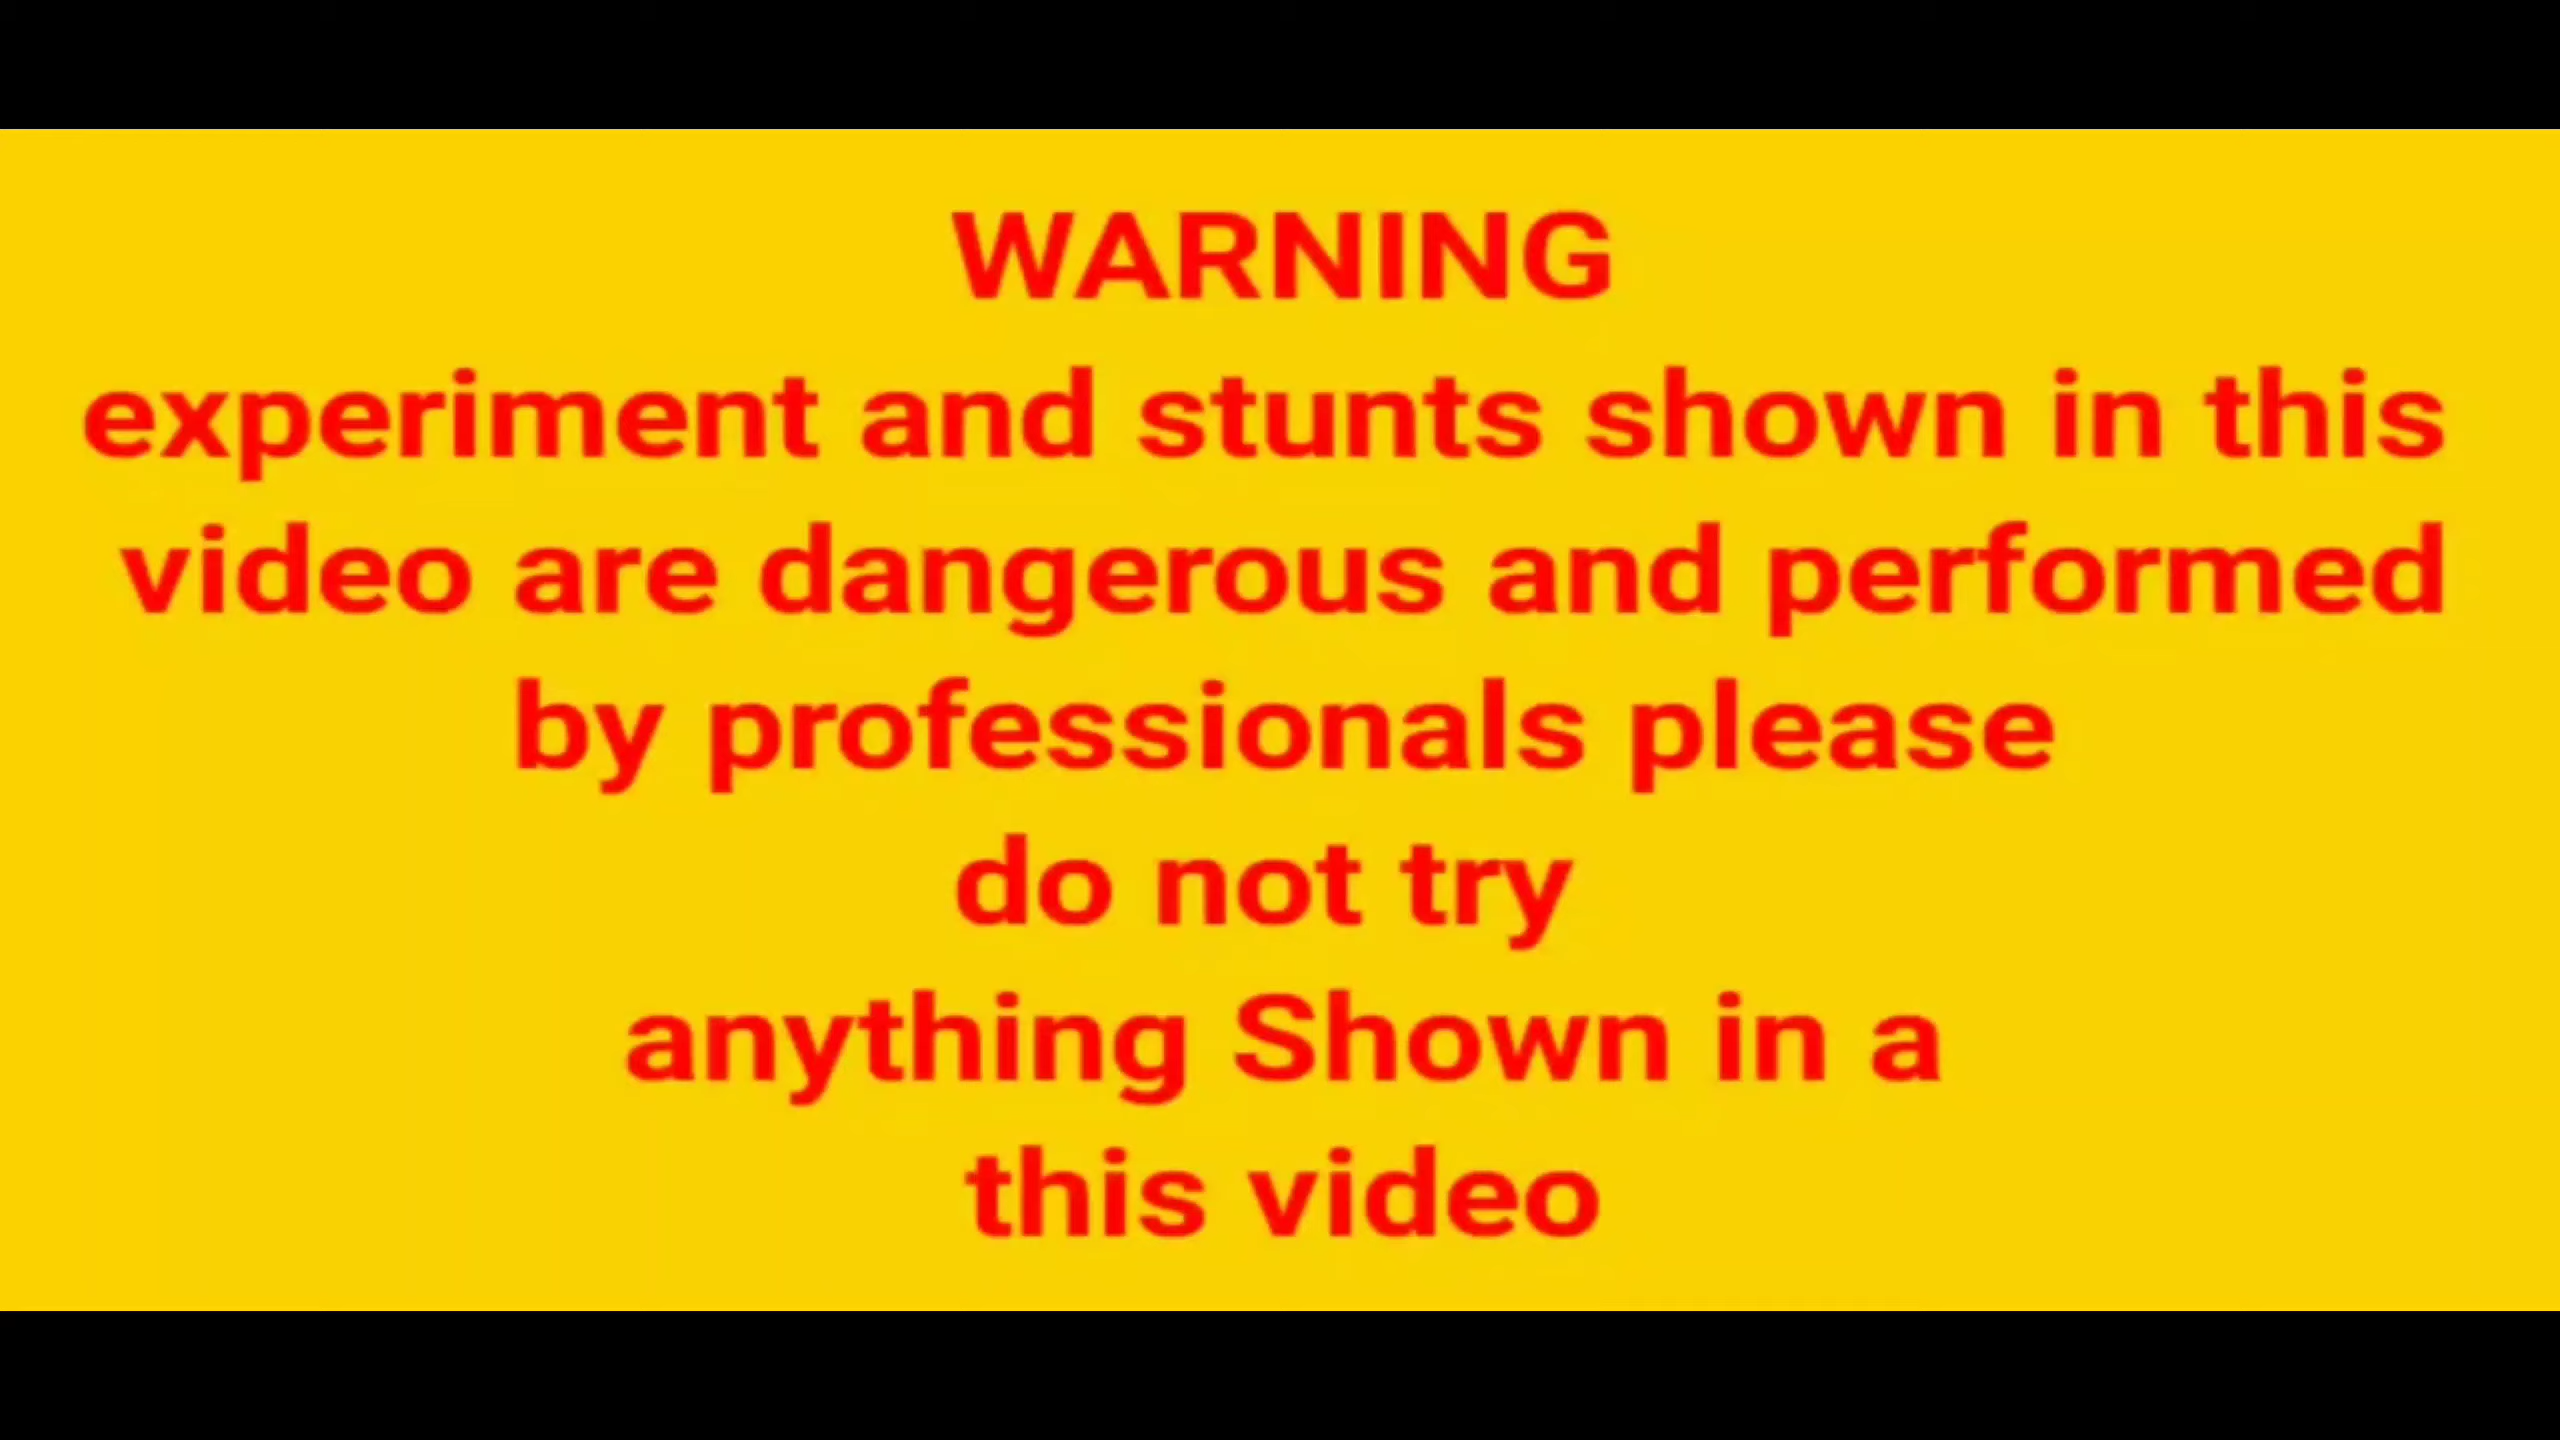 WARNING
experiment and stunts shown in this
video are dangerous and performed
by professionals please
do not try
anything Shown in a
this video